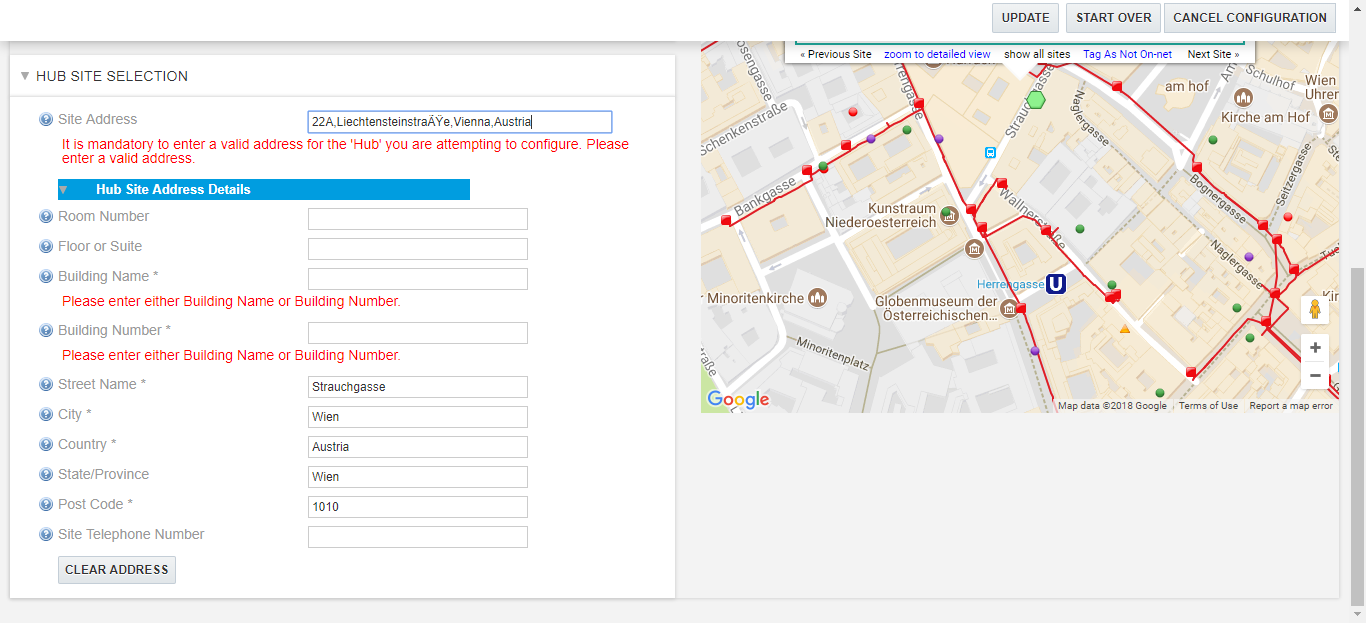 UPDATE
START OVER
CANCEL CONFIGURATION
HUB SITE SELECTION
Site Address
22A,LiechtensteinstraÃŸe,Vienna,Austria
It is mandatory to enter a valid address for the 'Hub' you are attempting to configure. Please
enter a valid address.
Hub Site Address Details
Room Number
Floor or Suite
Building Name *
Please enter either Building Name or Building Number.
Building Number *
Please enter either Building Name or Building Number.
Street Name *
Strauchgasse
City *
Wien
Country *
Austria
State/Province
Wien
Post Code *
1010
Site Telephone Number
CLEAR ADDRESS
« Previous Site
zoom to detailed view
show all sites
Tag As Not On-net
Next Site »
am hof
Schulhof
Wien
Uhren
Kirche am Hof
Schenkenstraße
Naglergasse
Seitzergasse
Bankgasse
Kunstraum
Niederoesterreich
Wallnerstraße
Bognergasse
Naglergasse
Herrengasse
U
Minoritenkirche
Globenmuseum der
Österreichischen...
Minoritenplatz
+
−
Google
Map data ©2018 Google
Terms of Use
Report a map error